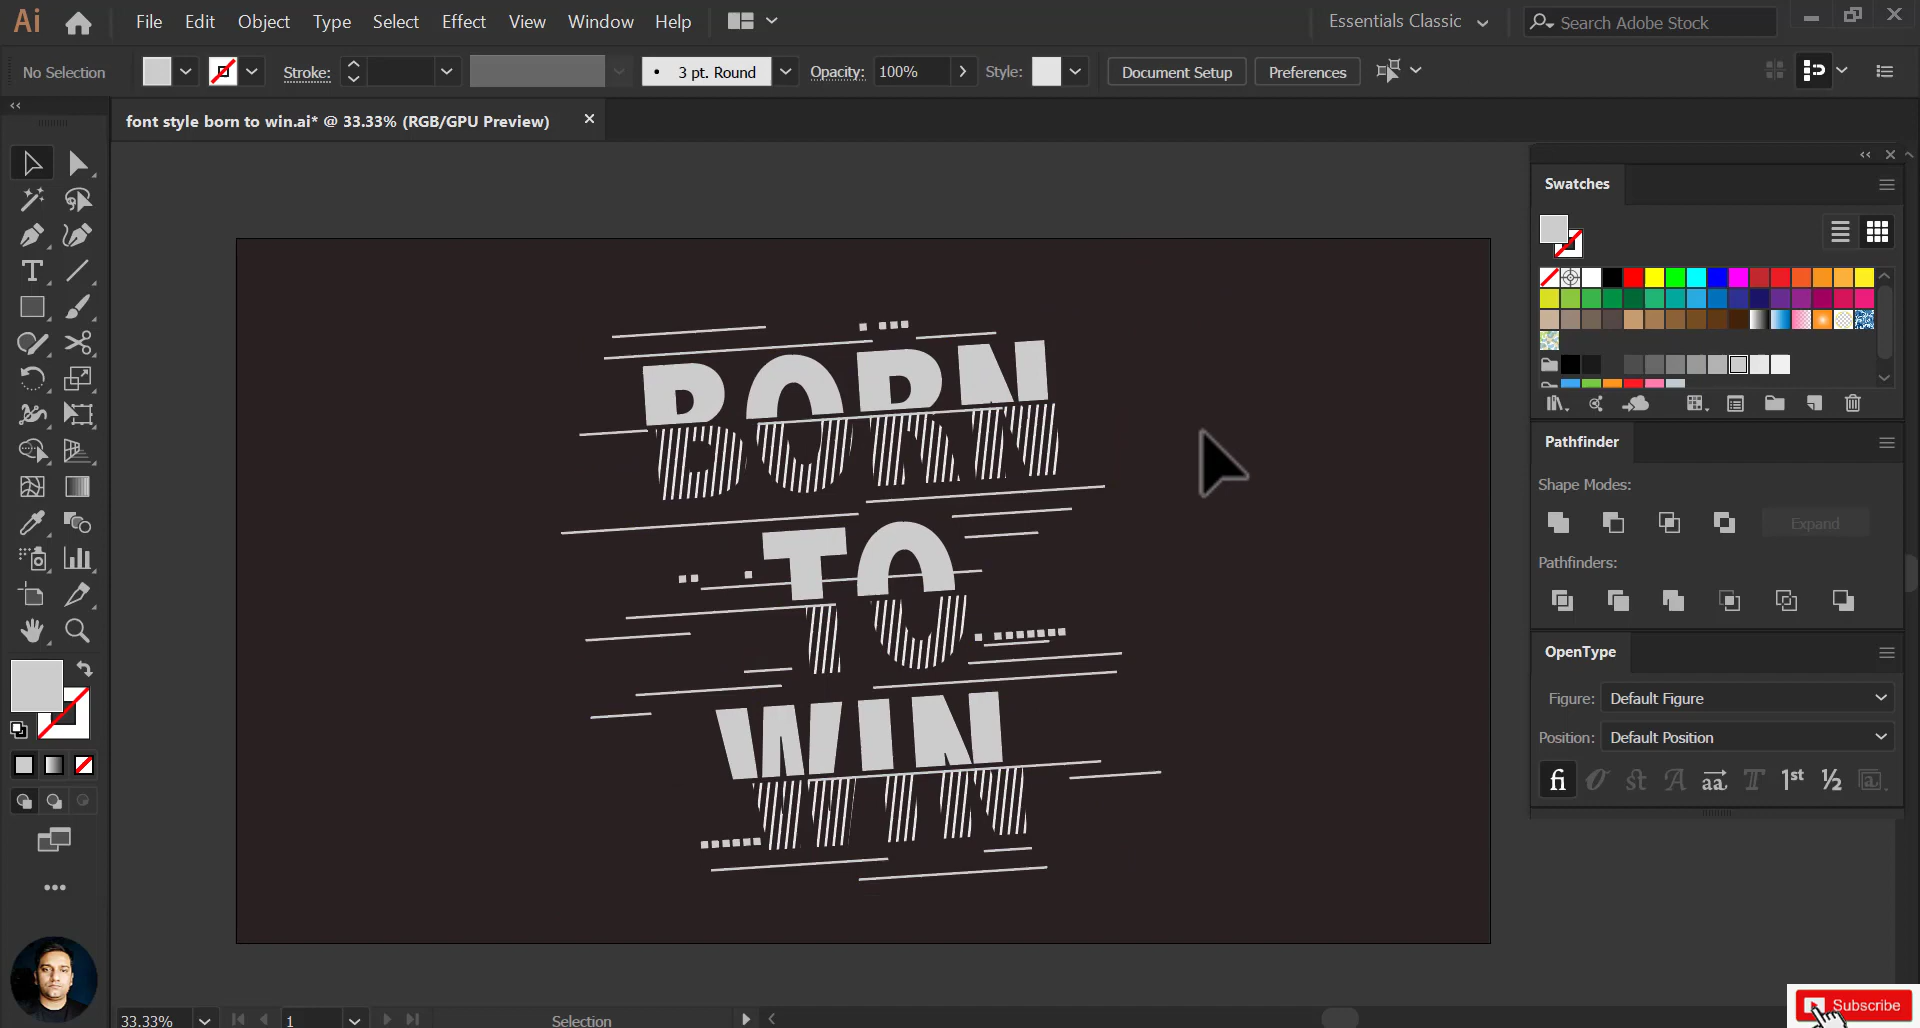 Ai File Edit Object Type Select Effect View Window Help Essentials Classic Search Adobe Stock
No Selection Stroke: 3 pt. Round Opacity: 100% Style: Document Setup Preferences
font style born to win.ai* @ 33.33% (RGB/GPU Preview)
Swatches
BORN
TO
WIN
Pathfinder
Shape Modes:
Expand
Pathfinders:
OpenType
Figure: Default Figure
Position: Default Position
33.33% 1 Selection
Subscribe